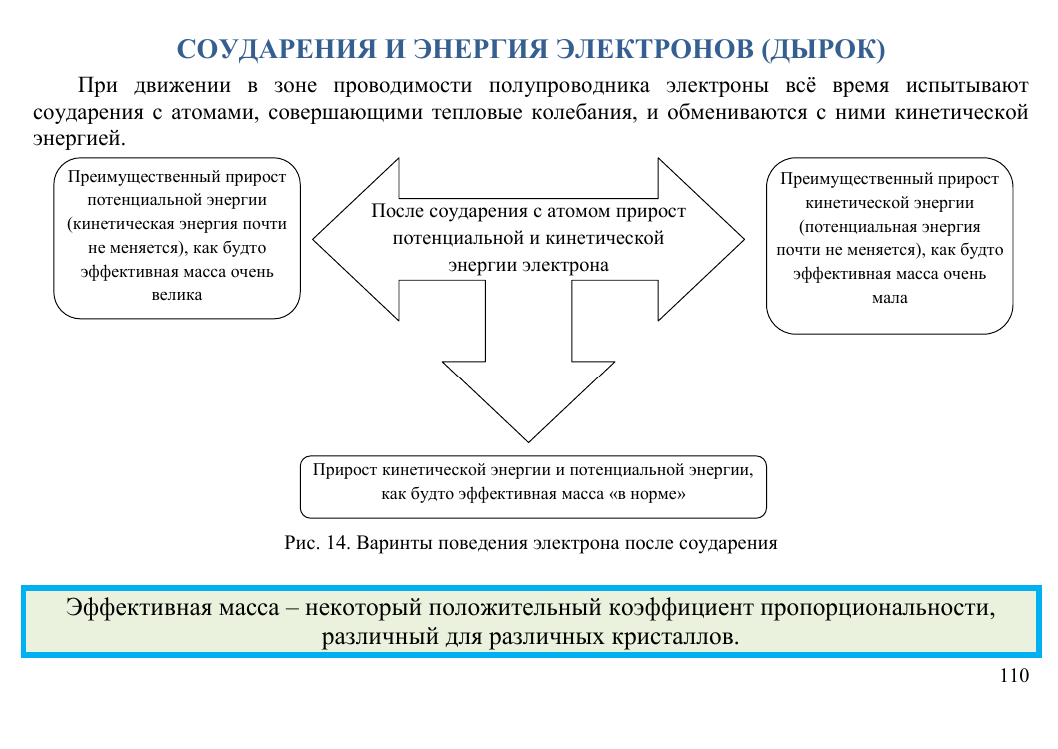 СОУДАРЕНИЯ И ЭНЕРГИЯ ЭЛЕКТРОНОВ (ДЫРОК)
При движении в зоне проводимости полупроводника электроны всё время испытывают
соударения с атомами, совершающими тепловые колебания, и обмениваются с ними кинетической
энергией.
Преимущественный прирост
потенциальной энергии
(кинетическая энергия почти
не меняется), как будто
эффективная масса очень
велика
После соударения с атомом прирост
потенциальной и кинетической
энергии электрона
Преимущественный прирост
кинетической энергии
(потенциальная энергия
почти не меняется), как будто
эффективная масса очень
мала
Прирост кинетической энергии и потенциальной энергии,
как будто эффективная масса «в норме»
Рис. 14. Варинты поведения электрона после соударения
Эффективная масса – некоторый положительный коэффициент пропорциональности,
различный для различных кристаллов.
110